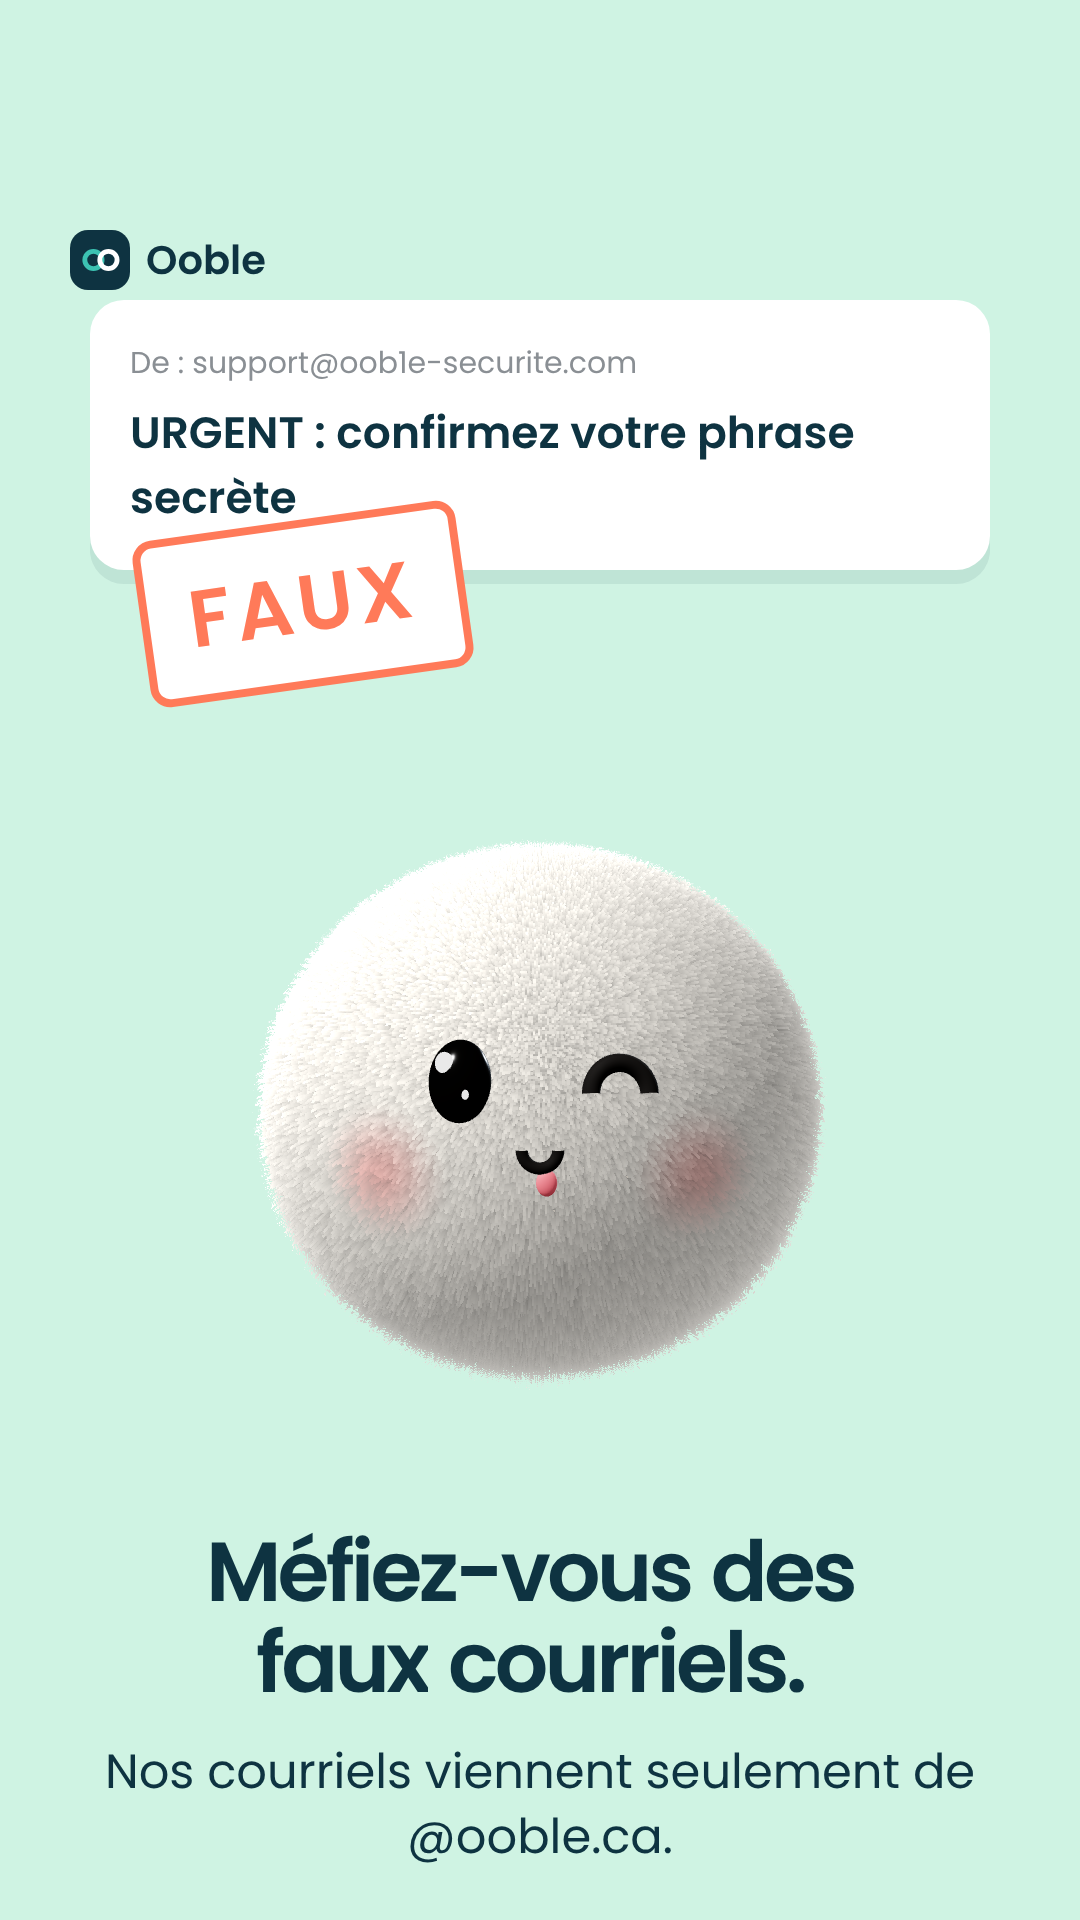 Ooble
De : support@oob1e-securite.com
URGENT : confirmez votre phrase
secrète
FAUX
Méfiez-vous des
faux courriels.
Nos courriels viennent seulement de
@ooble.ca.